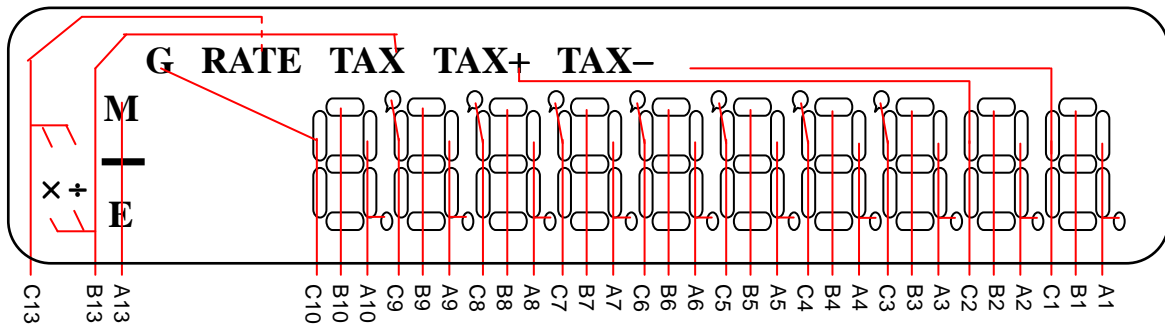 G RATE TAX TAX+ TAX−
M
× ÷
E
C13 B13 A13 C10 B10 A10 C9 B9 A9 C8 B8 A8 C7 B7 A7 C6 B6 A6 C5 B5 A5 C4 B4 A4 C3 B3 A3 C2 B2 A2 C1 B1 A1